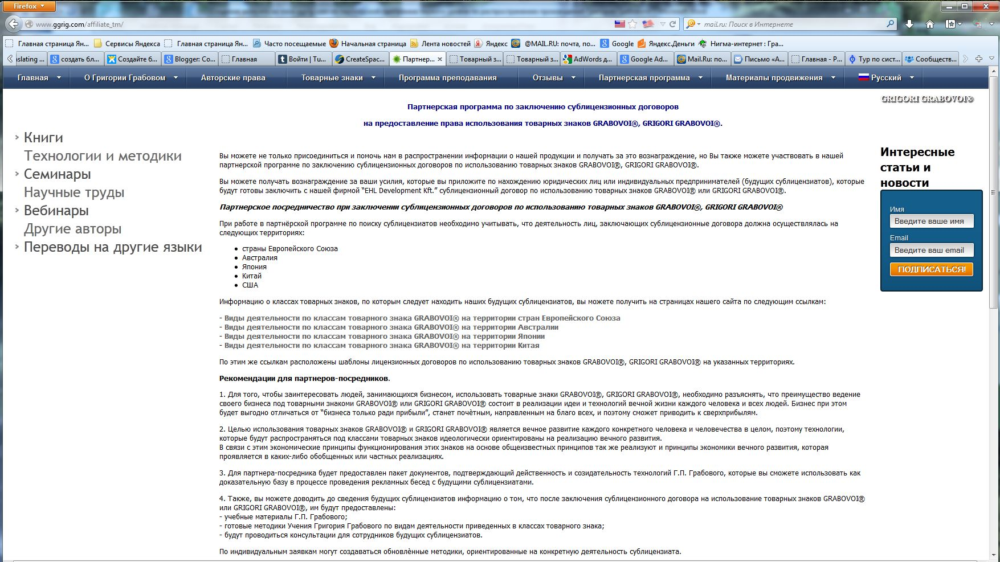 Firefox
www.ggrig.com/affiliate_tm/
mail.ru: Поиск в Интернете
Главная страница Ян...
Сервисы Яндекса
Главная страница Ян...
Часто посещаемые
Начальная страница
Лента новостей
Яндекс
@MAIL.RU: почта, по...
Google
Яндекс.Деньги
Нигма-интернет : Гра...
slating ...
создать бл...
Создайте б...
Blogger: Co...
Главная
Войти | Tu...
CreateSpac...
Партнер...
Товарный з...
Товарный з...
AdWords д...
Google Ad...
Mail.Ru: по...
Письмо «А...
Главная - Р...
Тур по сист...
Сообществ...
Главная
О Григории Грабовом
Авторские права
Товарные знаки
Программа преподавания
Отзывы
Партнерская программа
Материалы продвижения
Русский
GRIGORI GRABOVOI®
Партнерская программа по заключению сублицензионных договоров
на предоставление права использования товарных знаков GRABOVOI®, GRIGORI GRABOVOI®.
Книги
Технологии и методики
Семинары
Научные труды
Вебинары
Другие авторы
Переводы на другие языки
Вы можете не только присоединиться и помочь нам в распространении информации о нашей продукции и получать за это вознаграждение, но Вы также можете участвовать в нашей
партнерской программе по заключению сублицензионных договоров по использованию товарных знаков GRABOVOI®, GRIGORI GRABOVOI®.
Вы можете получать вознаграждение за ваши усилия, которые вы приложите по нахождению юридических лиц или индивидуальных предпринимателей (будущих сублицензиатов), которые
будут готовы заключить с нашей фирмой “EHL Development Kft.” сублицензионный договор по использованию товарных знаков GRABOVOI® или GRIGORI GRABOVOI®.
Партнерское посредничество при заключении сублицензионных договоров по использованию товарных знаков GRABOVOI®, GRIGORI GRABOVOI®
При работе в партнёрской программе по поиску сублицензиатов необходимо учитывать, что деятельность лиц, заключающих сублицензионные договора должна осуществлялась на
следующих территориях:
• страны Европейского Союза
• Австралия
• Япония
• Китай
• США
Информацию о классах товарных знаков, по которым следует находить наших будущих сублицензиатов, вы можете получить на страницах нашего сайта по следующим ссылкам:
- Виды деятельности по классам товарного знака GRABOVOI® на территории стран Европейского Союза
- Виды деятельности по классам товарного знака GRABOVOI® на территории Австралии
- Виды деятельности по классам товарного знака GRABOVOI® на территории Японии
- Виды деятельности по классам товарного знака GRABOVOI® на территории Китая
По этим же ссылкам расположены шаблоны лицензионных договоров по использованию товарных знаков GRABOVOI®, GRIGORI GRABOVOI® на указанных территориях.
Рекомендации для партнеров-посредников.
1. Для того, чтобы заинтересовать людей, занимающихся бизнесом, использовать товарные знаки GRABOVOI®, GRIGORI GRABOVOI®, необходимо разъяснять, что преимущество ведение
своего бизнеса под товарными знакоми GRABOVOI® или GRIGORI GRABOVOI® состоит в реализации идеи и технологий вечной жизни каждого человека и всех людей. Бизнес при этом
будет выгодно отличаться от “бизнеса только ради прибыли”, станет почётным, направленным на благо всех, и поэтому сможет приводить к сверхприбылям.
2. Целью использования товарных знаков GRABOVOI® и GRIGORI GRABOVOI® является вечное развитие каждого конкретного человека и человечества в целом, поэтому технологии,
которые будут распространяться под классами товарных знаков идеологически ориентированы на реализацию вечного развития.
В связи с этим экономические принципы функционирования этих знаков на основе общеизвестных принципов так же реализуют и принципы экономики вечного развития, которая
проявляется в каких-либо обобщенных или частных реализациях.
3. Для партнера-посредника будет предоставлен пакет документов, подтверждающий действенность и созидательность технологий Г.П. Грабового, которые вы сможете использовать как
доказательную базу в процессе проведения рекламных бесед с будущими сублицензиатами.
4. Также, вы можете доводить до сведения будущих сублицензиатов информацию о том, что после заключения сублицензионного договора на использование товарных знаков GRABOVOI®
или GRIGORI GRABOVOI®, им будут предоставлены:
- учебные материалы Г.П. Грабового;
- готовые методики Учения Григория Грабового по видам деятельности приведенных в классах товарного знака;
- будут проводиться консультации для сотрудников будущих сублицензиатов.
По индивидуальным заявкам могут создаваться обновлѐнные методики, ориентированные на конкретную деятельность сублицензиата.
Интересные
статьи и
новости
Имя
Введите ваше имя
Email
Введите ваш email
ПОДПИСАТЬСЯ!